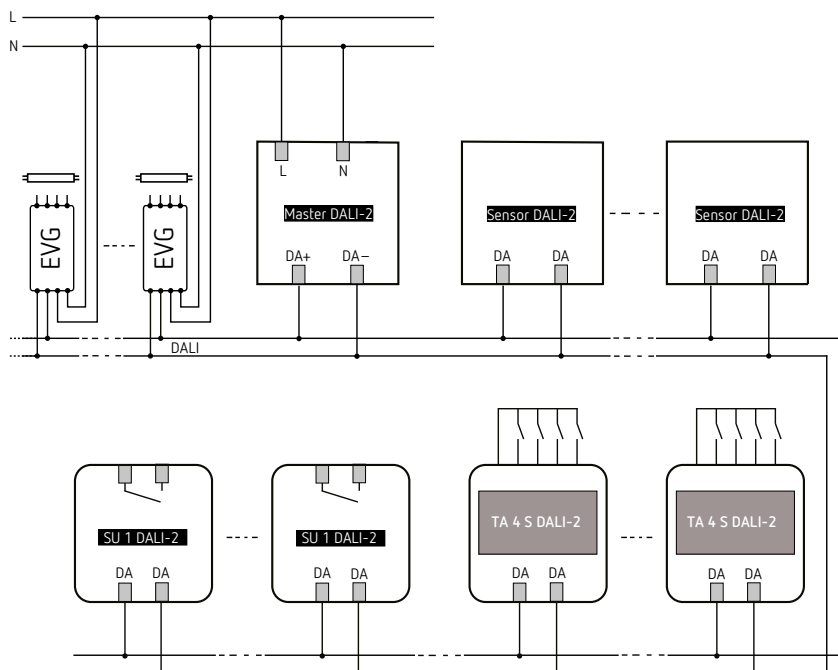 L
N
L N
Master DALI-2
Sensor DALI-2
Sensor DALI-2
EVG
EVG
DA+ DA−
DA DA
DA DA
DALI
TA 4 S DALI-2
TA 4 S DALI-2
SU 1 DALI-2
SU 1 DALI-2
DA DA
DA DA
DA DA
DA DA